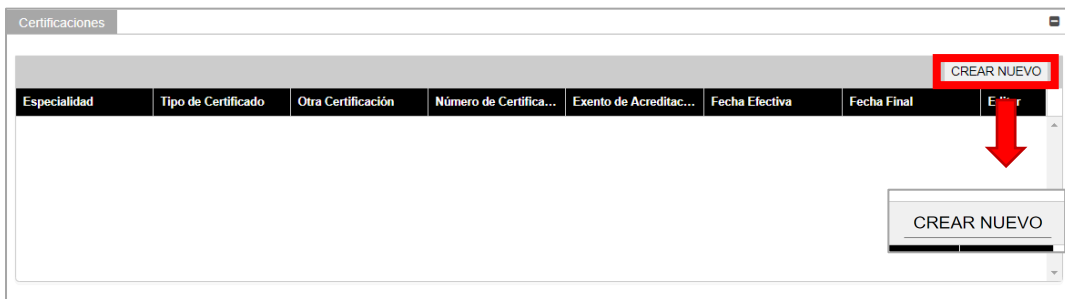 Certificaciones
CREAR NUEVO
Especialidad Tipo de Certificado Otra Certificación Número de Certifica... Exento de Acreditac... Fecha Efectiva Fecha Final Editar
CREAR NUEVO